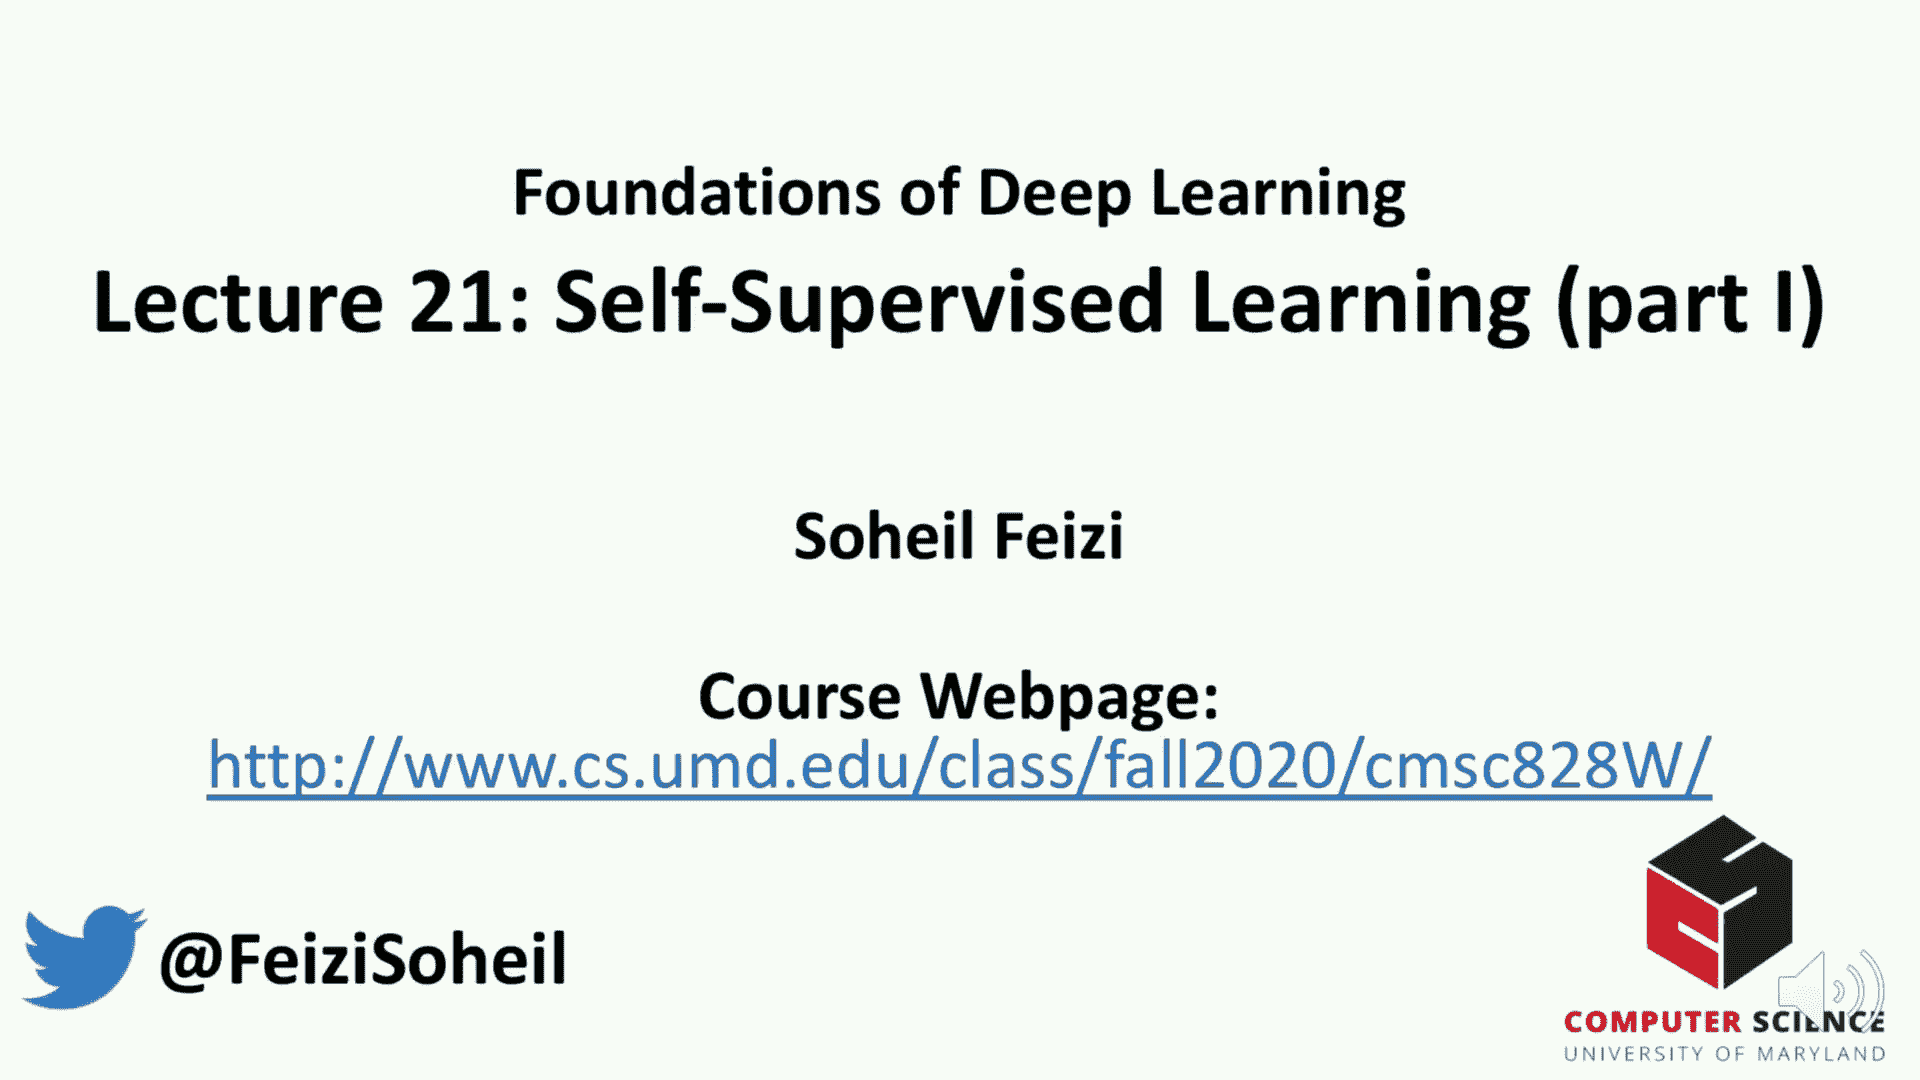 Foundations of Deep Learning
Lecture 21: Self-Supervised Learning (part I)
Soheil Feizi
Course Webpage:
http://www.cs.umd.edu/class/fall2020/cmsc828W/
@FeiziSoheil
COMPUTER SCIENCE
UNIVERSITY OF MARYLAND